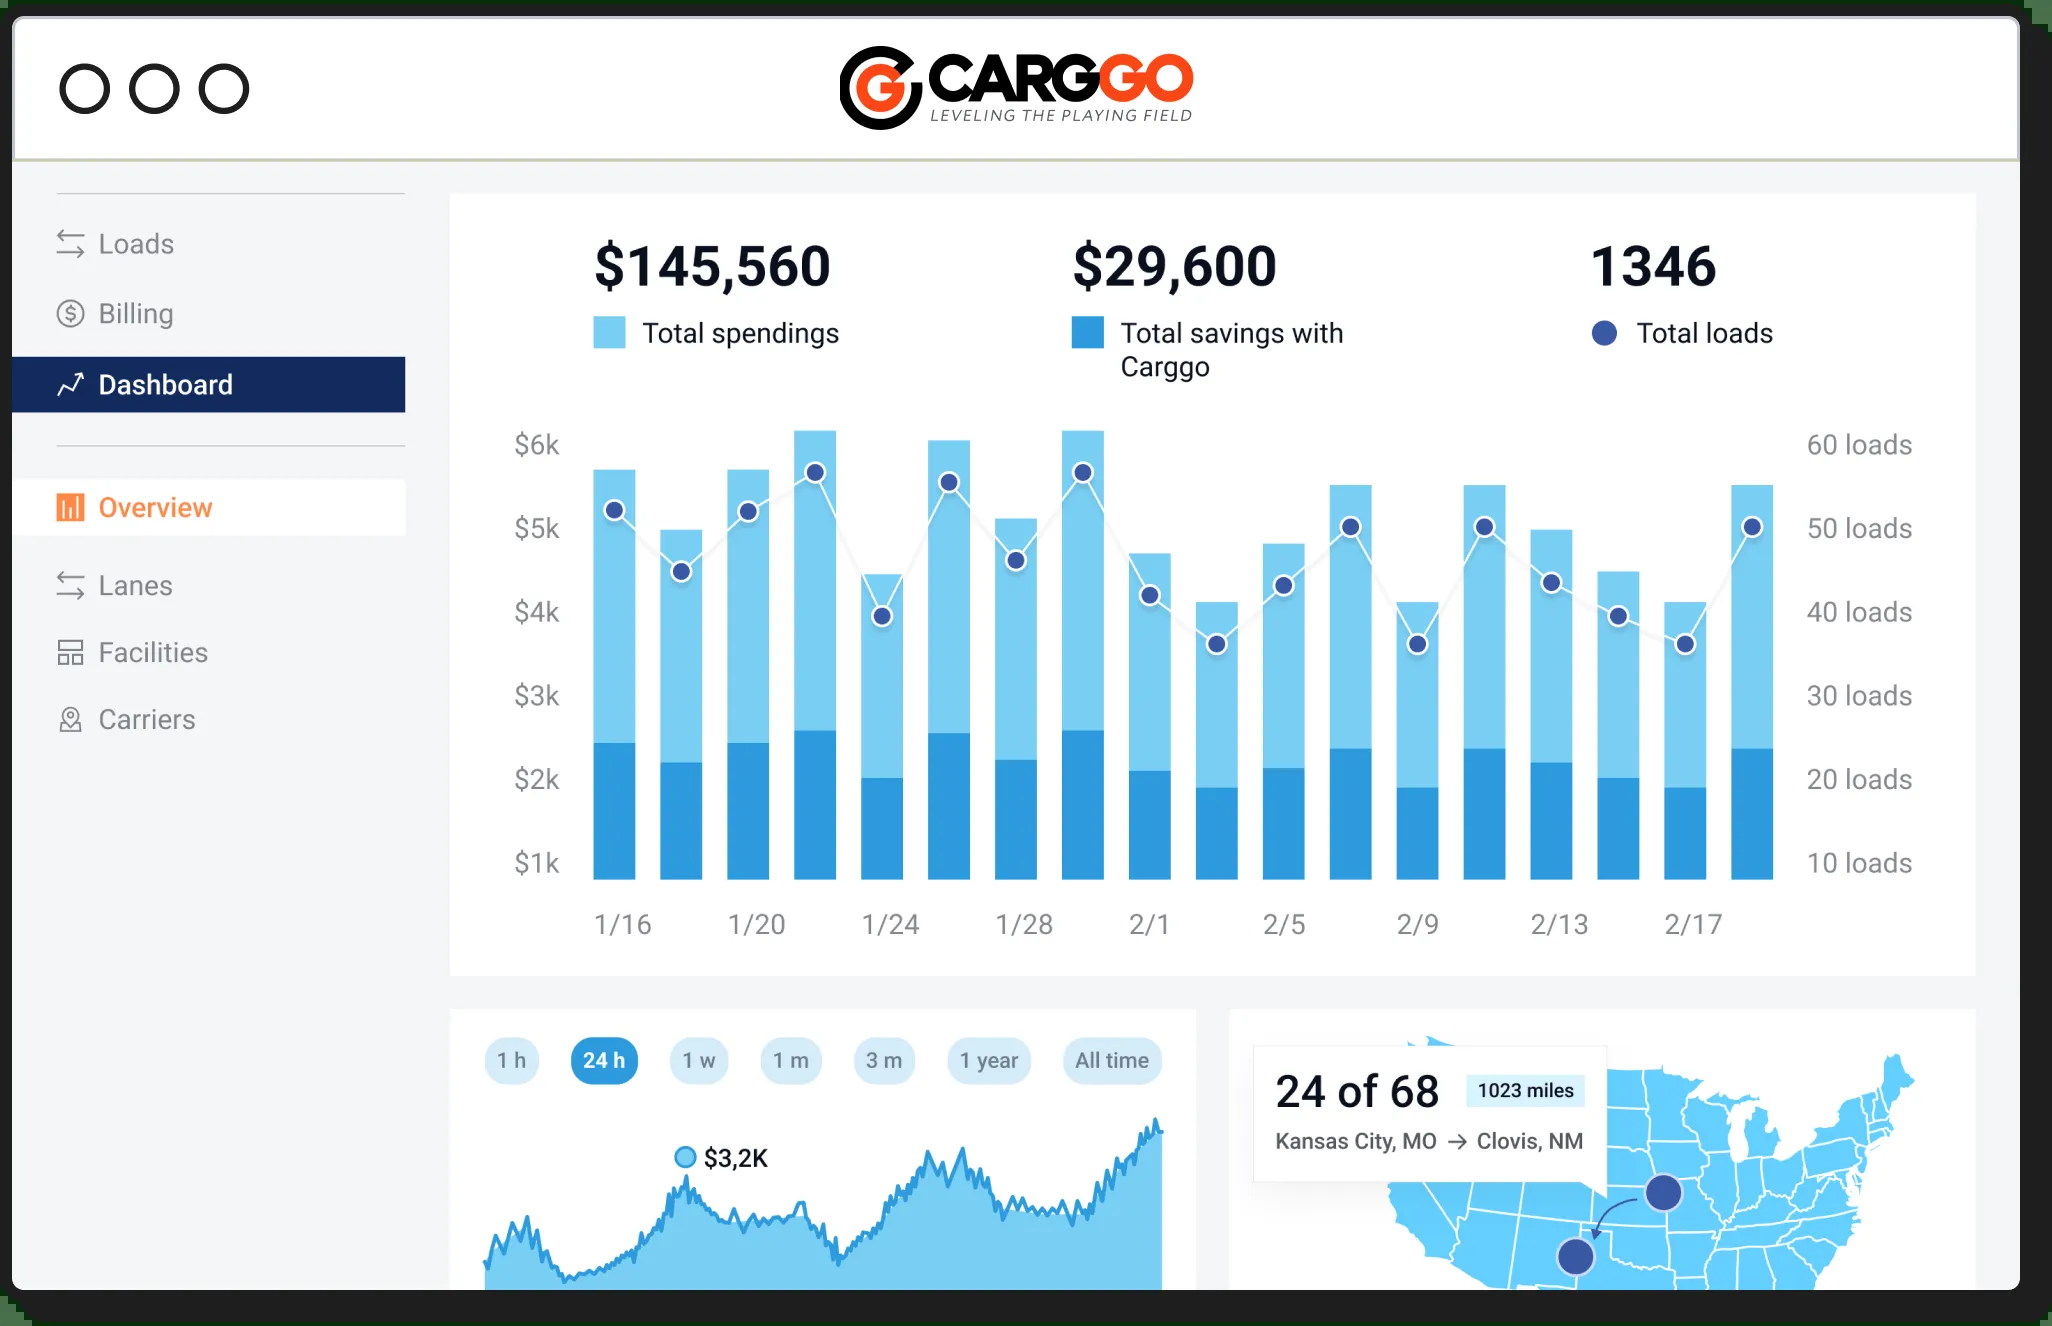 CARGGO
LEVELING THE PLAYING FIELD
Loads
Billing
Dashboard
Overview
Lanes
Facilities
Carriers
$145,560
Total spendings
$29,600
Total savings with
Carggo
1346
Total loads
$6k
$5k
$4k
$3k
$2k
$1k
60 loads
50 loads
40 loads
30 loads
20 loads
10 loads
1/16 1/20 1/24 1/28 2/1 2/5 2/9 2/13 2/17
1 h 24 h 1 w 1 m 3 m 1 year All time
$3,2K
24 of 68 1023 miles
Kansas City, MO → Clovis, NM